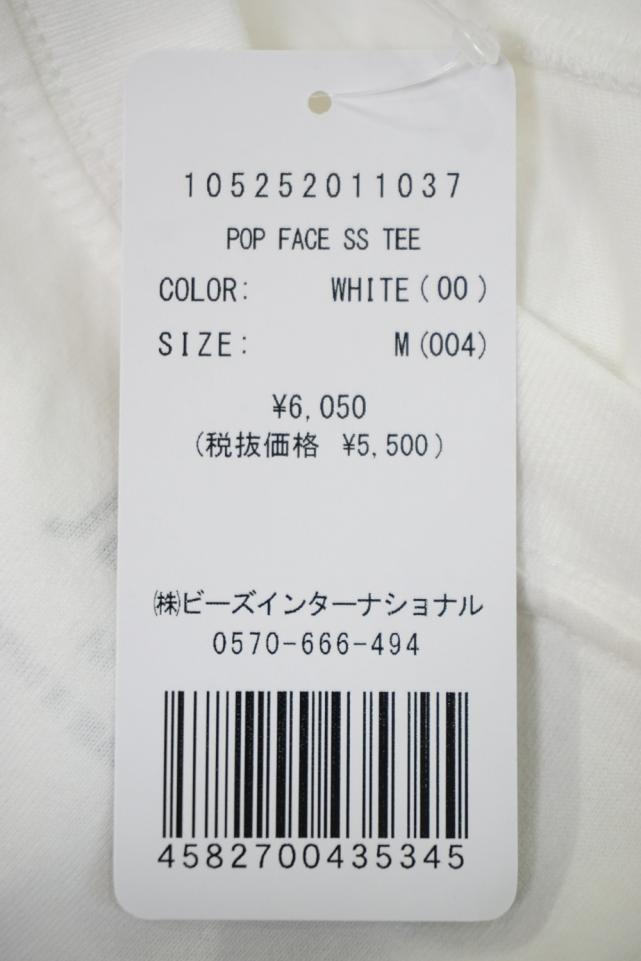 105252011037
POP FACE SS TEE
COLOR: WHITE(00)
SIZE: M(004)
¥6,050
(税抜価格 ¥5,500)
㈱ビーズインターナショナル
0570-666-494
4582700435345